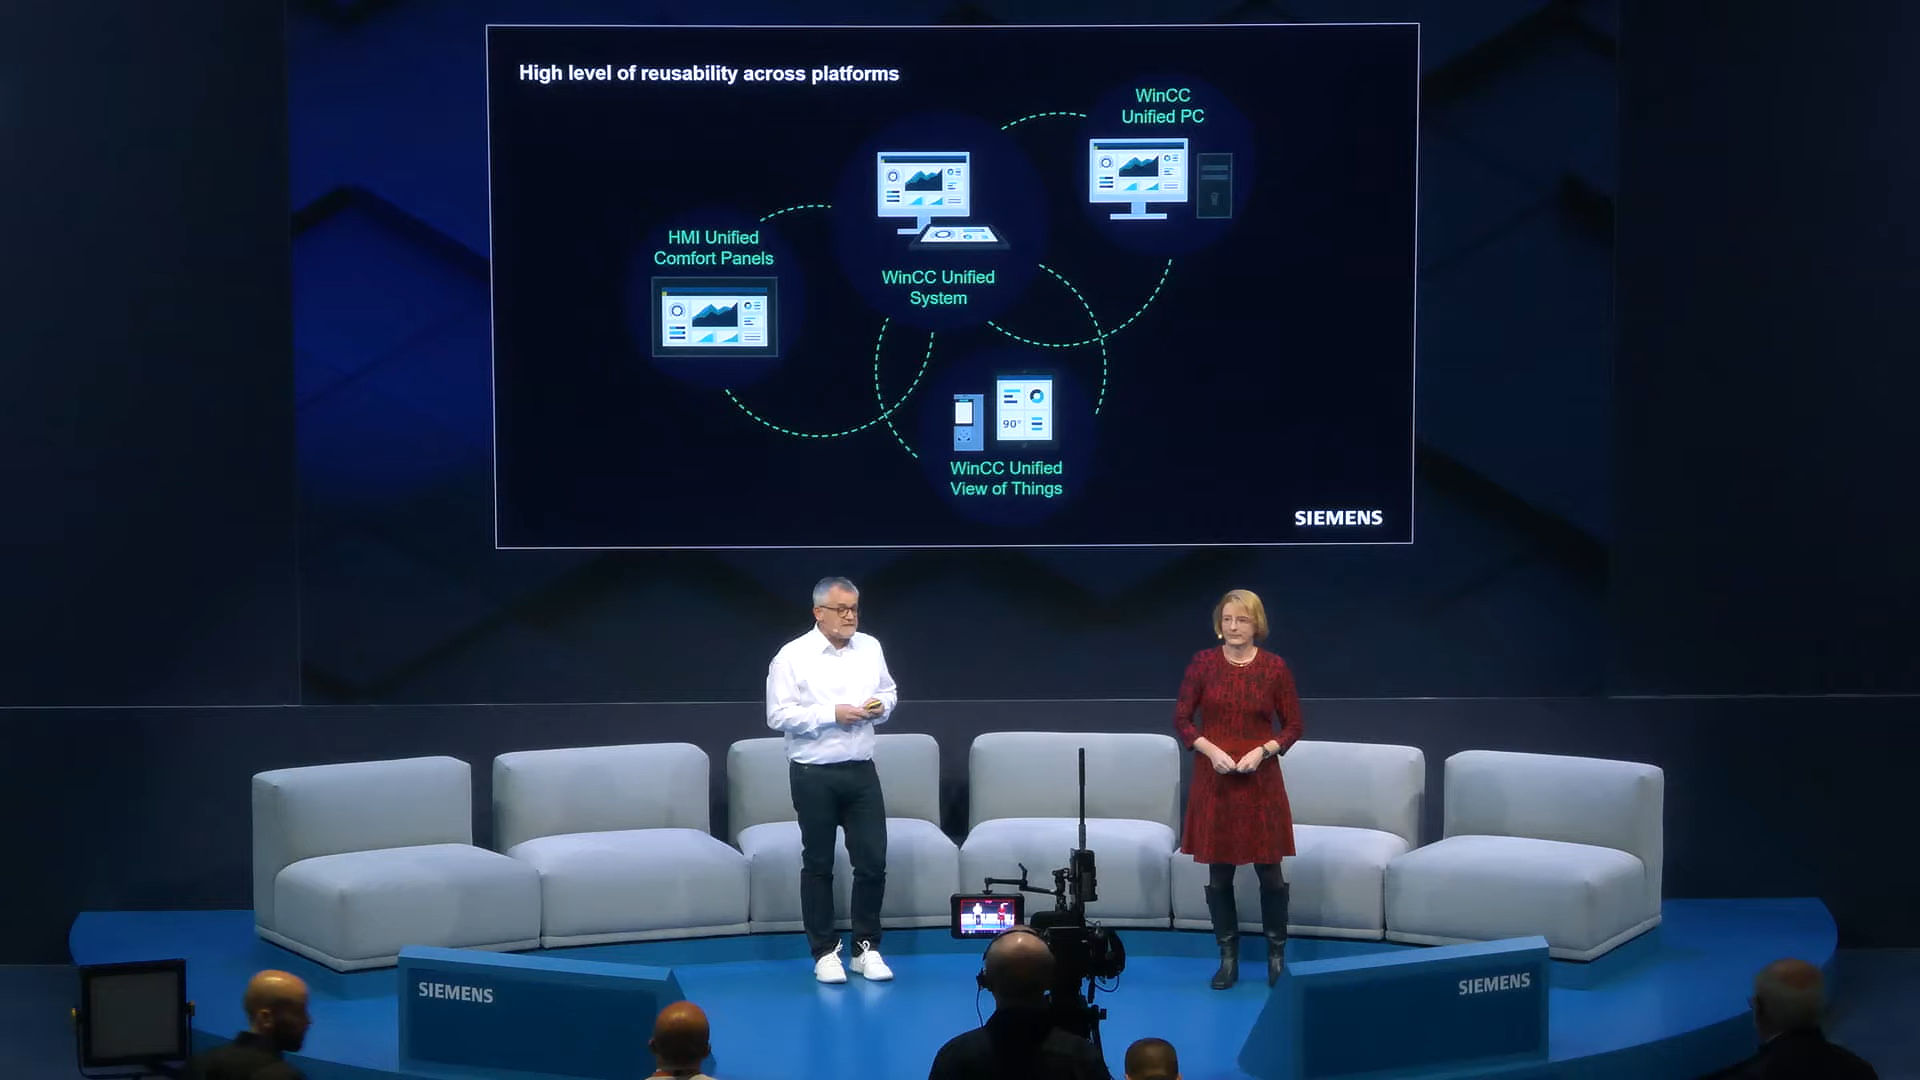 High level of reusability across platforms
WinCC
Unified PC
HMI Unified
Comfort Panels
WinCC Unified
System
90°
WinCC Unified
View of Things
SIEMENS
SIEMENS
SIEMENS